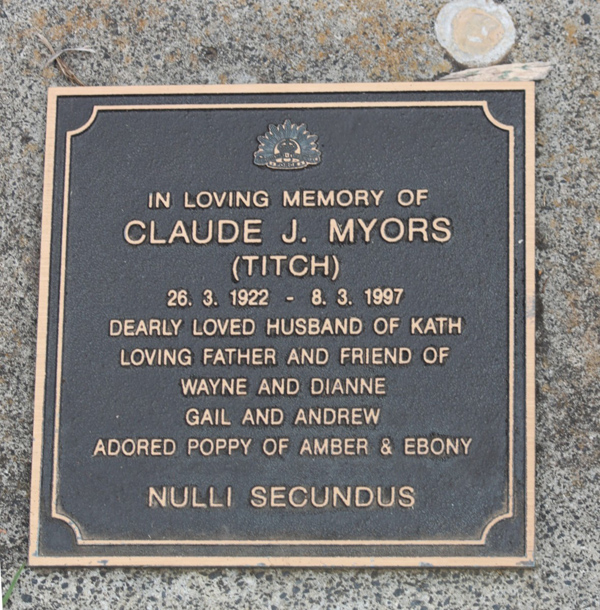 IN LOVING MEMORY OF
CLAUDE J. MYORS
(TITCH)
26. 3. 1922 - 8. 3. 1997
DEARLY LOVED HUSBAND OF KATH
LOVING FATHER AND FRIEND OF
WAYNE AND DIANNE
GAIL AND ANDREW
ADORED POPPY OF AMBER & EBONY
NULLI SECUNDUS